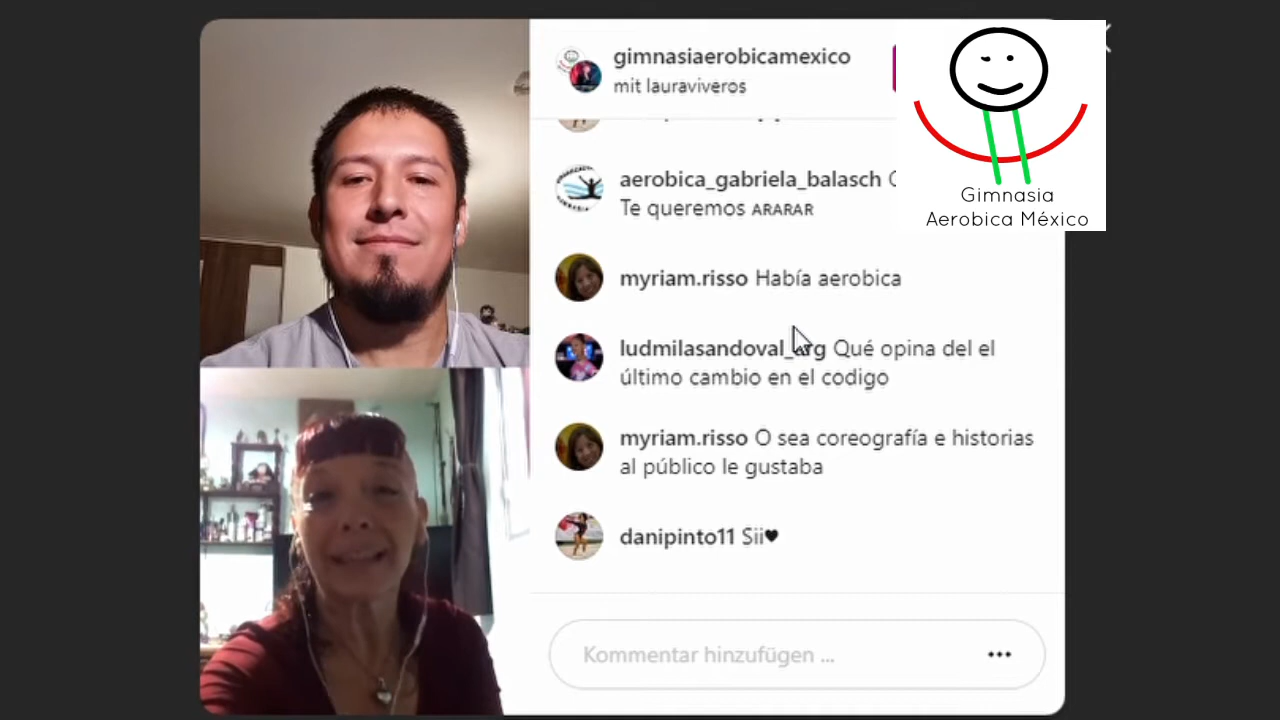 gimnasiaerobicamexico
mit lauraviveros
aerobica_gabriela_balasch
Te queremos ARARAR
myriam.risso Había aerobica
ludmilasandoval_arg Qué opina del el
último cambio en el codigo
myriam.risso O sea coreografía e historias
al público le gustaba
danipinto11 Sii♥
Kommentar hinzufügen ...
Gimnasia
Aerobica México